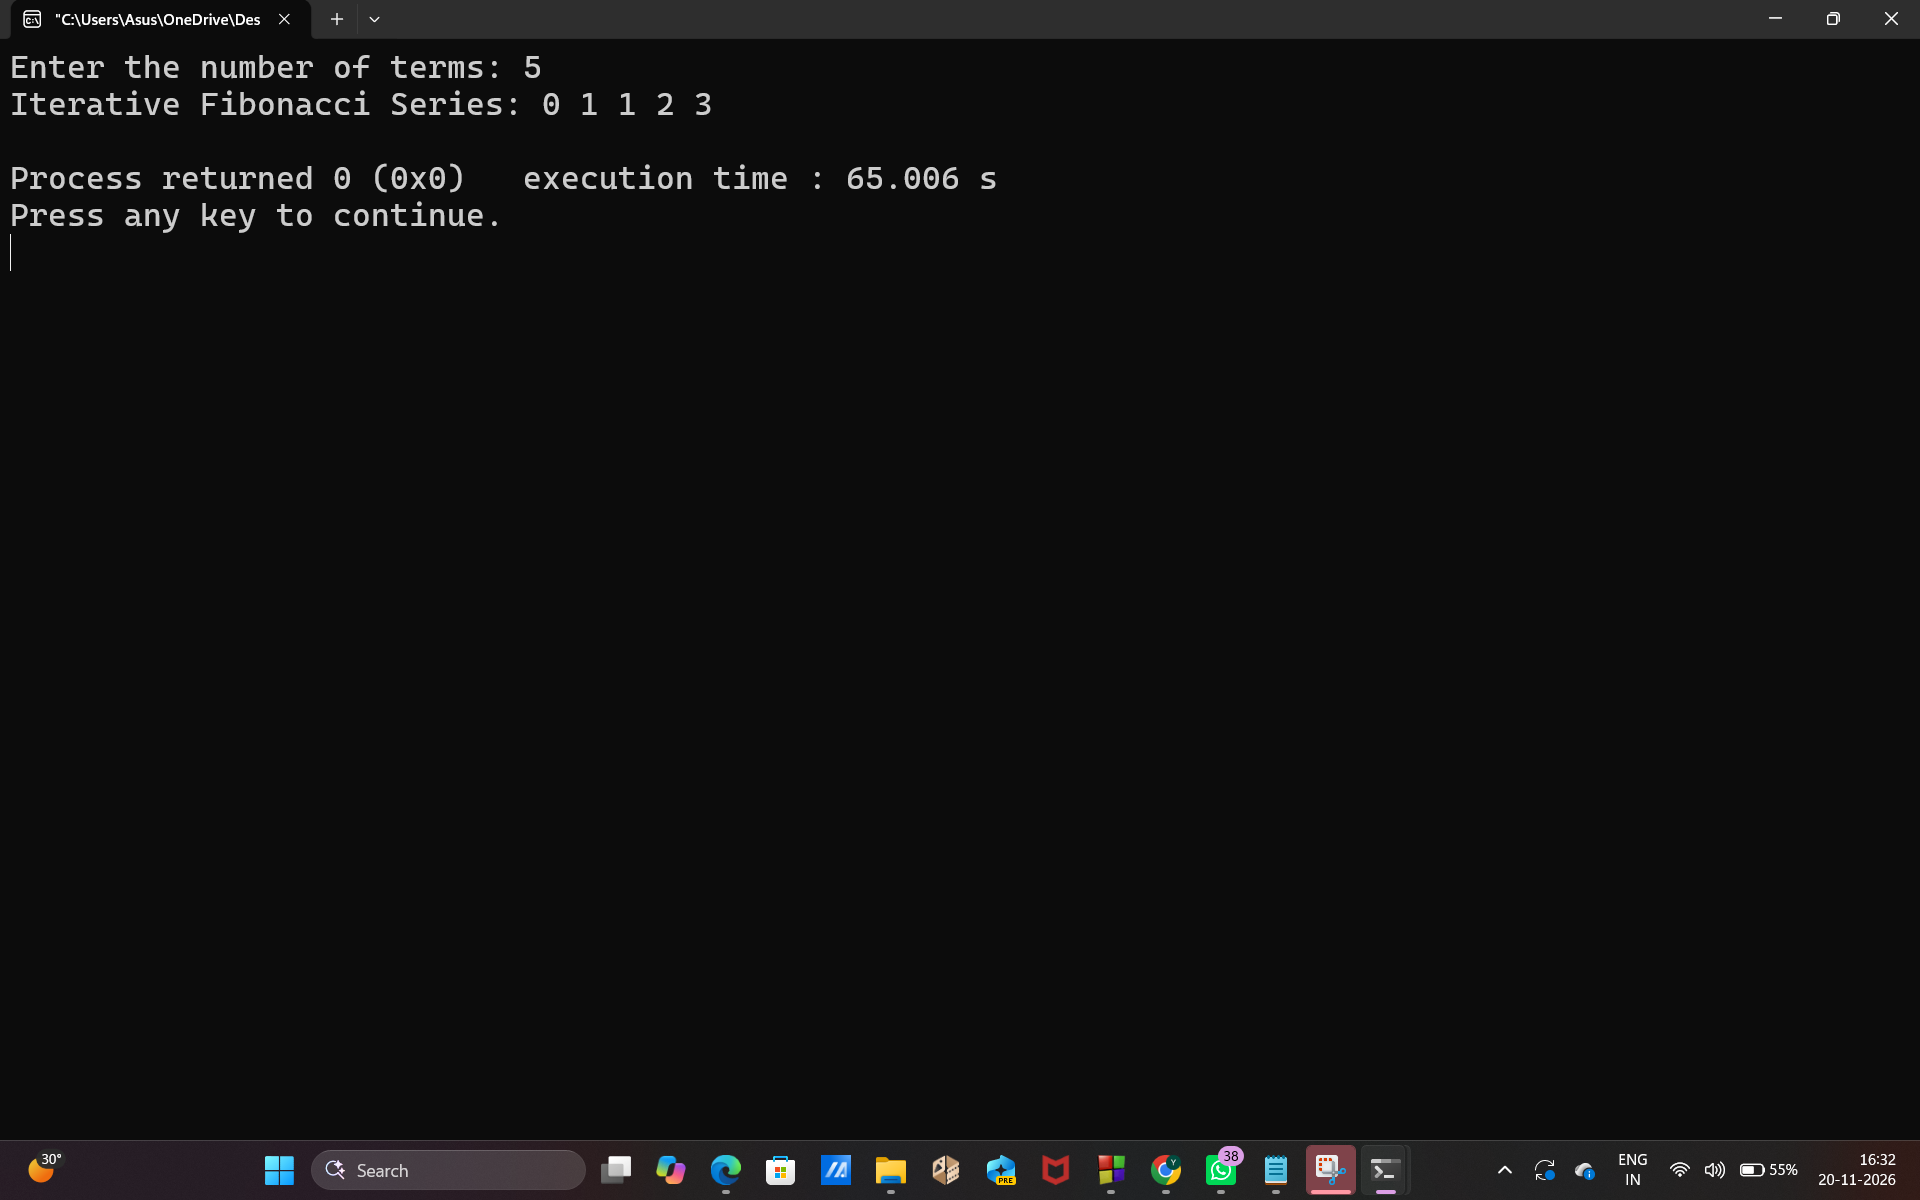 "C:\Users\Asus\OneDrive\Des
Enter the number of terms: 5
Iterative Fibonacci Series: 0 1 1 2 3
Process returned 0 (0x0)   execution time : 65.006 s
Press any key to continue.
30°
Search
PRE
Y
38
ENG
IN
55%
16:32
20-11-2026